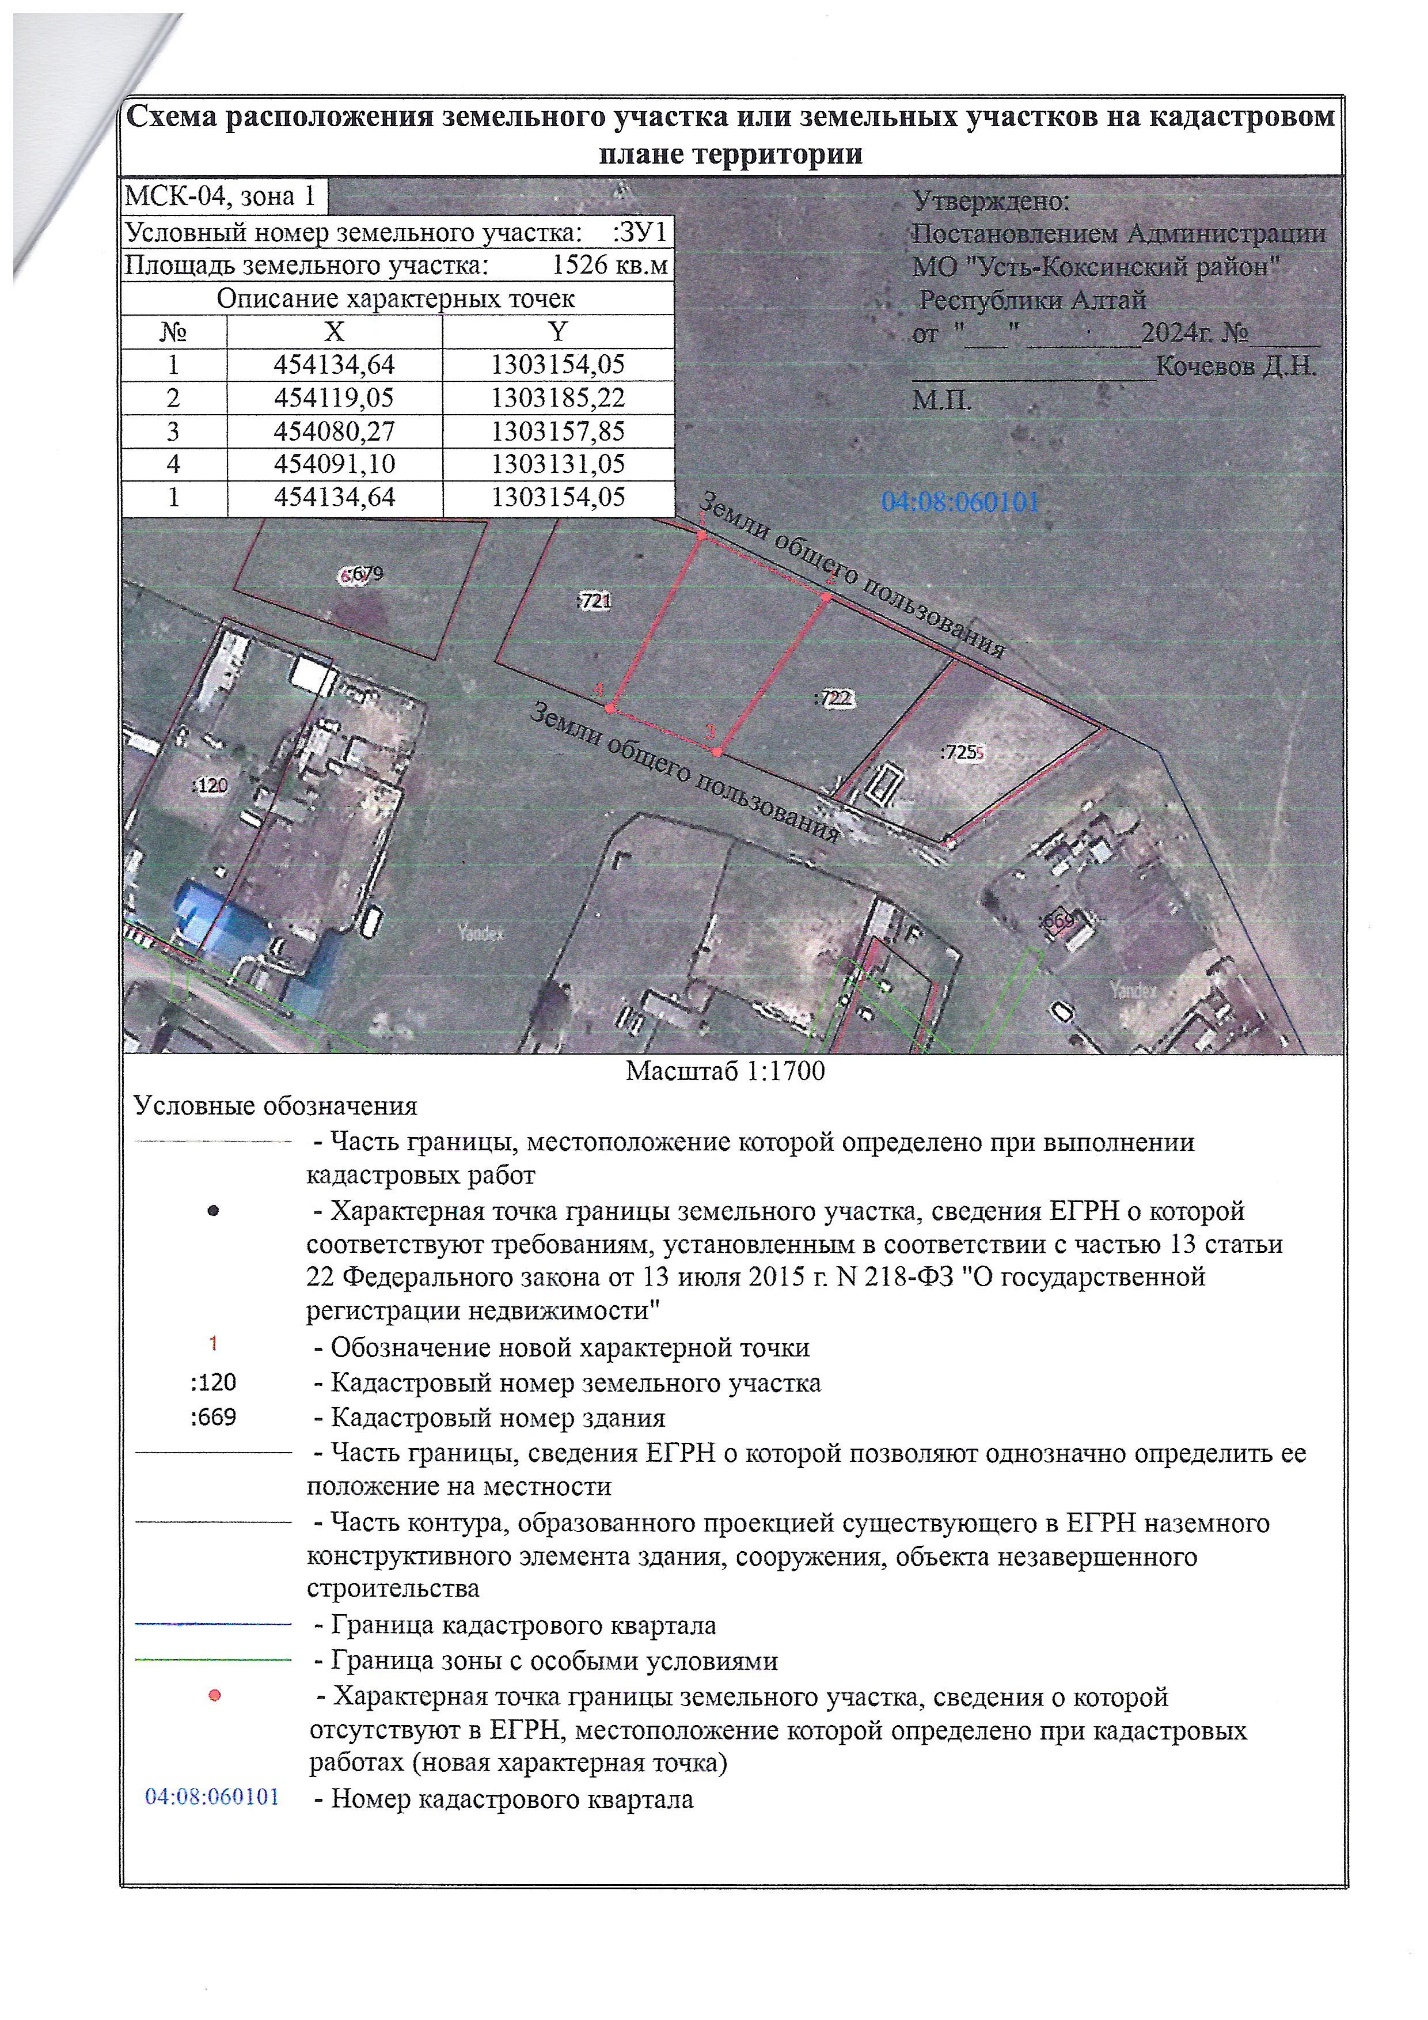 Схема расположения земельного участка или земельных участков на кадастровом
плане территории
МСК-04, зона 1
Условный номер земельного участка: :ЗУ1
Площадь земельного участка: 1526 кв.м
Описание характерных точек
№ X Y
1 454134,64 1303154,05
2 454119,05 1303185,22
3 454080,27 1303157,85
4 454091,10 1303131,05
1 454134,64 1303154,05
Утверждено:
Постановлением Администрации
МО "Усть-Коксинский район"
Республики Алтай
от "___" ________2024г. №_____
_________________Кочевов Д.Н.
М.П.
04:08:060101
Земли общего пользования
:679
:721
4
3
:722
:725
Земли общего пользования
:120
:669
Yandex
Yandex
Масштаб 1:1700
Условные обозначения
- Часть границы, местоположение которой определено при выполнении
кадастровых работ
- Характерная точка границы земельного участка, сведения ЕГРН о которой
соответствуют требованиям, установленным в соответствии с частью 13 статьи
22 Федерального закона от 13 июля 2015 г. N 218-ФЗ "О государственной
регистрации недвижимости"
1 - Обозначение новой характерной точки
:120 - Кадастровый номер земельного участка
:669 - Кадастровый номер здания
- Часть границы, сведения ЕГРН о которой позволяют однозначно определить ее
положение на местности
- Часть контура, образованного проекцией существующего в ЕГРН наземного
конструктивного элемента здания, сооружения, объекта незавершенного
строительства
- Граница кадастрового квартала
- Граница зоны с особыми условиями
- Характерная точка границы земельного участка, сведения о которой
отсутствуют в ЕГРН, местоположение которой определено при кадастровых
работах (новая характерная точка)
04:08:060101 - Номер кадастрового квартала